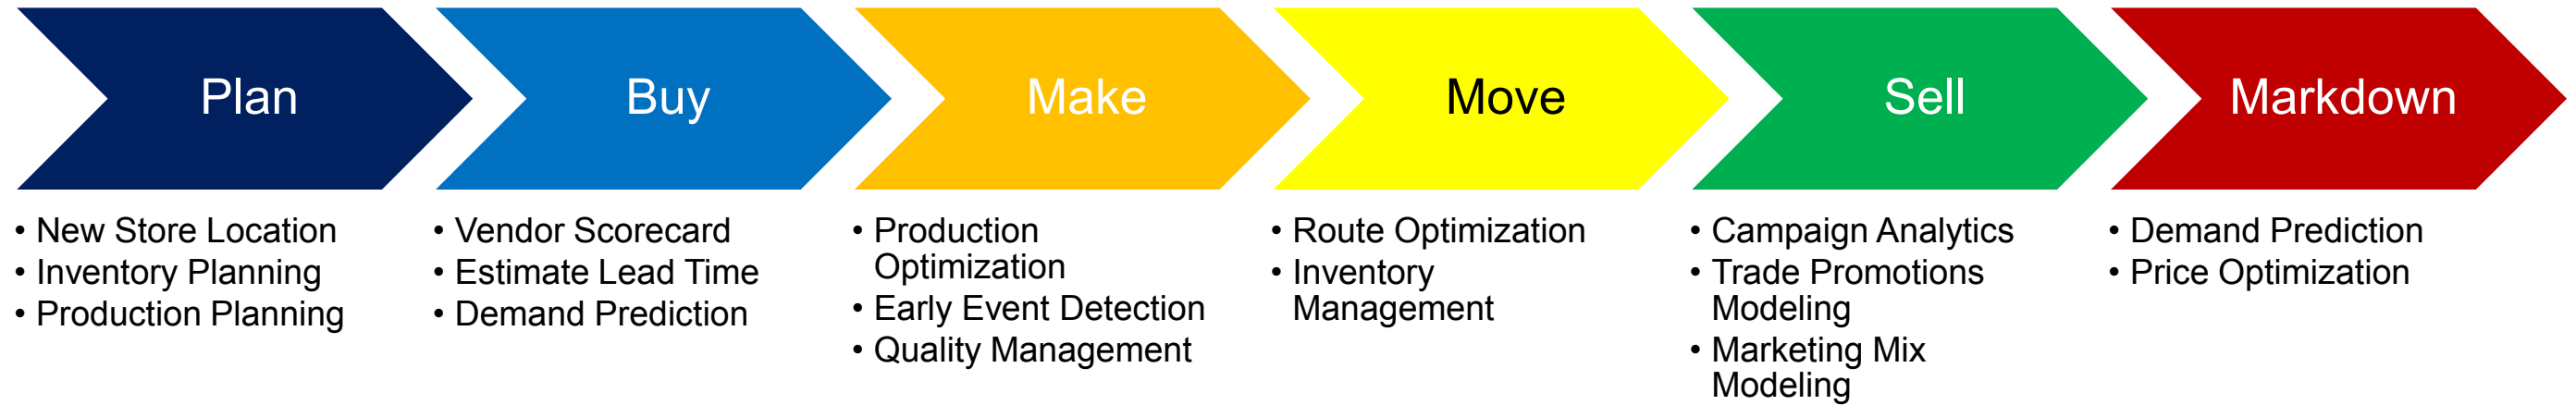 Plan
• New Store Location
• Inventory Planning
• Production Planning
Buy
• Vendor Scorecard
• Estimate Lead Time
• Demand Prediction
Make
• Production
Optimization
• Early Event Detection
• Quality Management
Move
• Route Optimization
• Inventory
Management
Sell
• Campaign Analytics
• Trade Promotions
Modeling
• Marketing Mix
Modeling
Markdown
• Demand Prediction
• Price Optimization